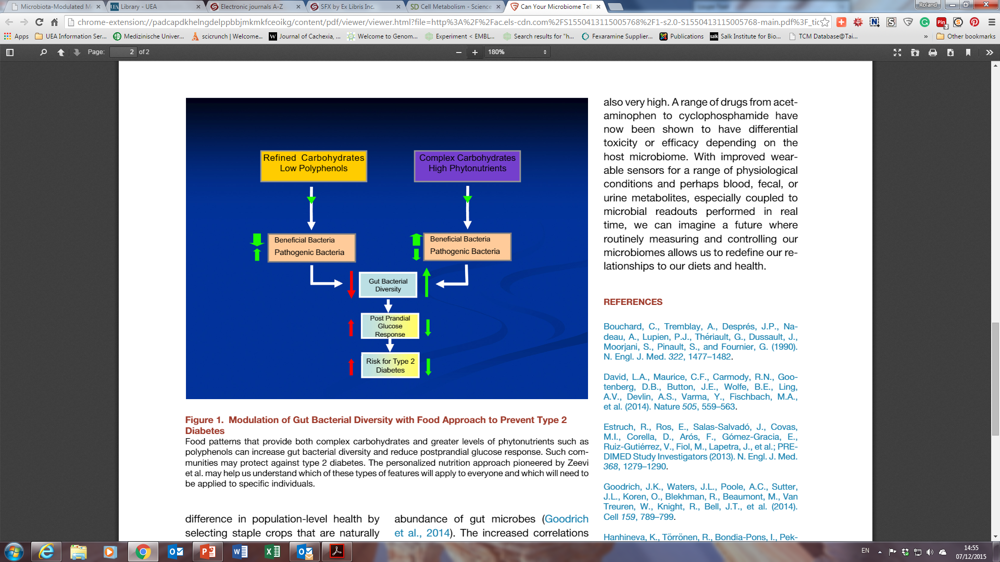 Microbiota-Modulated M
Library - UEA
Electronic journals A-Z
SFX by Ex Libris Inc.
Cell Metabolism - Science
Can Your Microbiome Tell
Roland
chrome-extension://padcapdkhelngdelppbbjmkmkfceoikg/content/pdf/viewer/viewer.html?file=http%3A%2F%2Fac.els-cdn.com%2FS1550413115005768%2F1-s2.0-S1550413115005768-main.pdf%3F_tic
Apps
UEA Information Ser...
Medizinische Univer...
scicrunch | Welcome...
Journal of Cachexia, ...
Welcome to Genom...
Experiment < EMBL...
Search results for "h...
Fexaramine Supplier...
Publications
Salk Institute for Bio...
TCM Database@Tai...
» Other bookmarks
Page: 2 of 2
180%
Refined Carbohydrates
Low Polyphenols
Complex Carbohydrates
High Phytonutrients
Beneficial Bacteria
Pathogenic Bacteria
Beneficial Bacteria
Pathogenic Bacteria
Gut Bacterial
Diversity
Post Prandial
Glucose
Response
Risk for Type 2
Diabetes
Figure 1. Modulation of Gut Bacterial Diversity with Food Approach to Prevent Type 2
Diabetes
Food patterns that provide both complex carbohydrates and greater levels of phytonutrients such as
polyphenols can increase gut bacterial diversity and reduce postprandial glucose response. Such com-
munities may protect against type 2 diabetes. The personalized nutrition approach pioneered by Zeevi
et al. may help us understand which of these types of features will apply to everyone and which will need to
be applied to specific individuals.
difference in population-level health by
selecting staple crops that are naturally
abundance of gut microbes (Goodrich
et al., 2014). The increased correlations
also very high. A range of drugs from acet-
aminophen to cyclophosphamide have
now been shown to have differential
toxicity or efficacy depending on the
host microbiome. With improved wear-
able sensors for a range of physiological
conditions and perhaps blood, fecal, or
urine metabolites, especially coupled to
microbial readouts performed in real
time, we can imagine a future where
routinely measuring and controlling our
microbiomes allows us to redefine our re-
lationships to our diets and health.
REFERENCES
Bouchard, C., Tremblay, A., Després, J.P., Na-
deau, A., Lupien, P.J., Thériault, G., Dussault, J.,
Moorjani, S., Pinault, S., and Fournier, G. (1990).
N. Engl. J. Med. 322, 1477–1482.
David, L.A., Maurice, C.F., Carmody, R.N., Goo-
tenberg, D.B., Button, J.E., Wolfe, B.E., Ling,
A.V., Devlin, A.S., Varma, Y., Fischbach, M.A.,
et al. (2014). Nature 505, 559–563.
Estruch, R., Ros, E., Salas-Salvadó, J., Covas,
M.I., Corella, D., Arós, F., Gómez-Gracia, E.,
Ruiz-Gutiérrez, V., Fiol, M., Lapetra, J., et al.; PRE-
DIMED Study Investigators (2013). N. Engl. J. Med.
368, 1279–1290.
Goodrich, J.K., Waters, J.L., Poole, A.C., Sutter,
J.L., Koren, O., Blekhman, R., Beaumont, M., Van
Treuren, W., Knight, R., Bell, J.T., et al. (2014).
Cell 159, 789–799.
Hanhineva, K., Törrönen, R., Bondia-Pons, I., Pek-
EN
14:55
07/12/2015